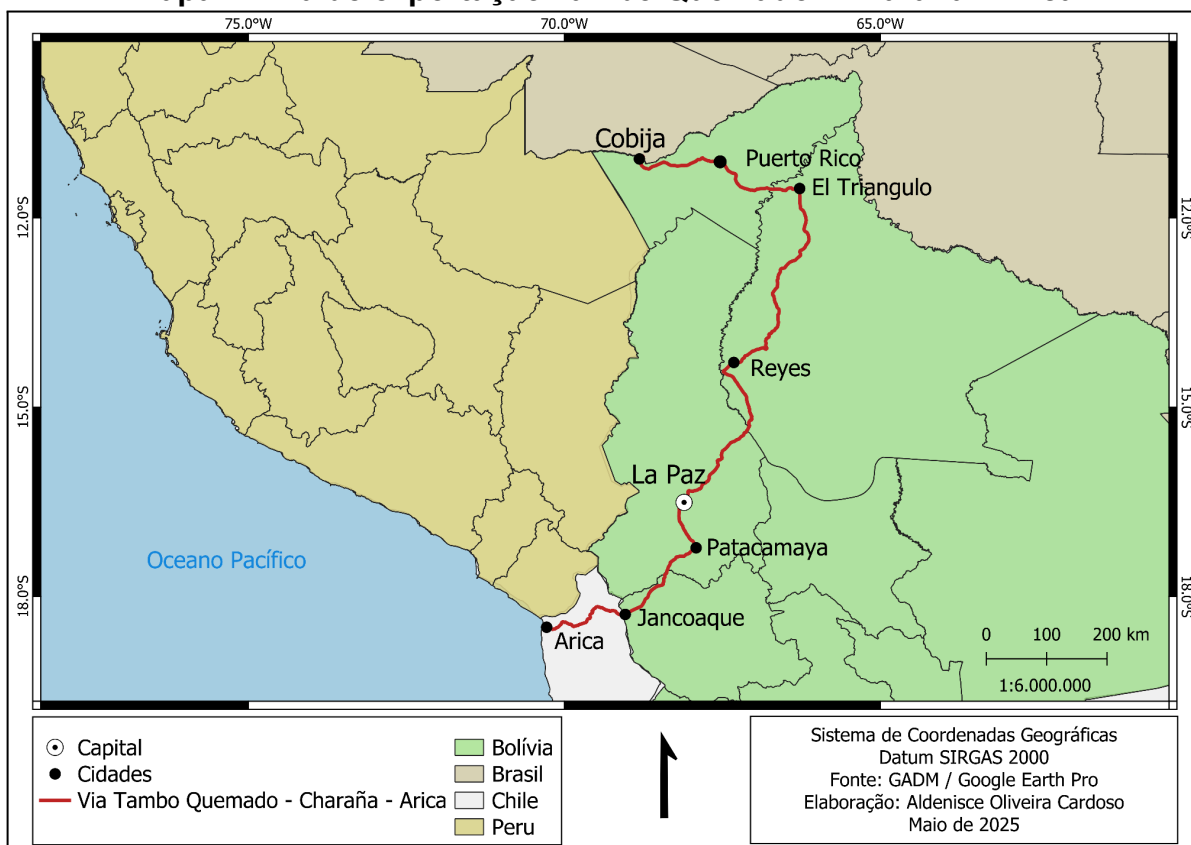 75.0°W 70.0°W 65.0°W
Cobija
Puerto Rico
El Triangulo
12.0°S 12.0°S
Reyes
15.0°S 15.0°S
La Paz
Patacamaya
Oceano Pacífico
18.0°S 18.0°S
Jancoaque
Arica
0 100 200 km
1:6.000.000
Capital
Cidades
Via Tambo Quemado - Charaña - Arica
Bolívia
Brasil
Chile
Peru
Sistema de Coordenadas Geográficas
Datum SIRGAS 2000
Fonte: GADM / Google Earth Pro
Elaboração: Aldenisce Oliveira Cardoso
Maio de 2025